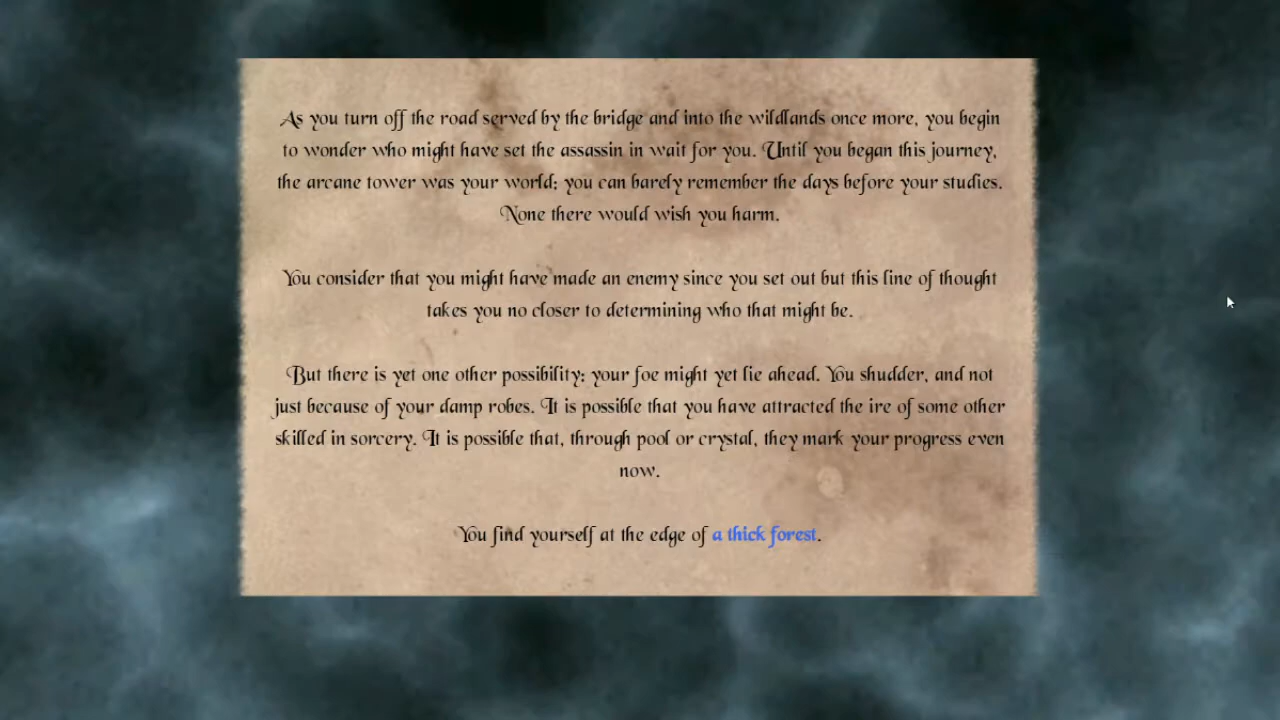 As you turn off the road served by the bridge and into the wildlands once more, you begin
to wonder who might have set the assassin in wait for you. Until you began this journey,
the arcane tower was your world; you can barely remember the days before your studies.
None there would wish you harm.
You consider that you might have made an enemy since you set out but this line of thought
takes you no closer to determining who that might be.
But there is yet one other possibility: your foe might yet lie ahead. You shudder, and not
just because of your damp robes. It is possible that you have attracted the ire of some other
skilled in sorcery. It is possible that, through pool or crystal, they mark your progress even
now.
You find yourself at the edge of a thick forest.